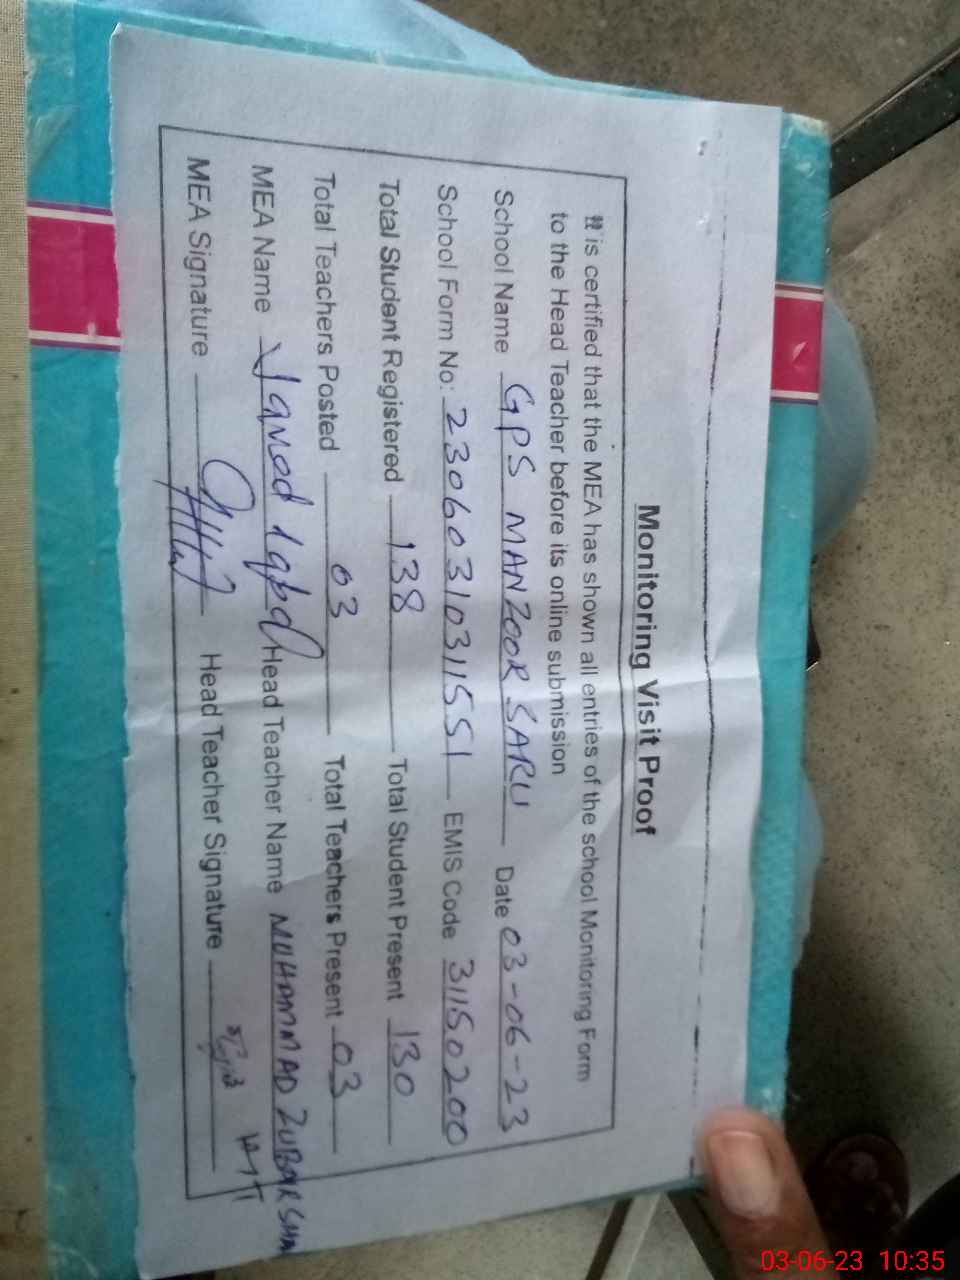 Monitoring Visit Proof
It is certified that the MEA has shown all entries of the school Monitoring Form
to the Head Teacher before its online submission
School Name GPS MANZOOR SARU Date 03-06-23
School Form No: 23060310311551 EMIS Code 31150200
Total Student Registered 138 Total Student Present 130
Total Teachers Posted 03 Total Teachers Present 03
MEA Name Javed Iqbal Head Teacher Name MUHAMMAD
MEA Signature Head Teacher Signature
03-06-23 10:35